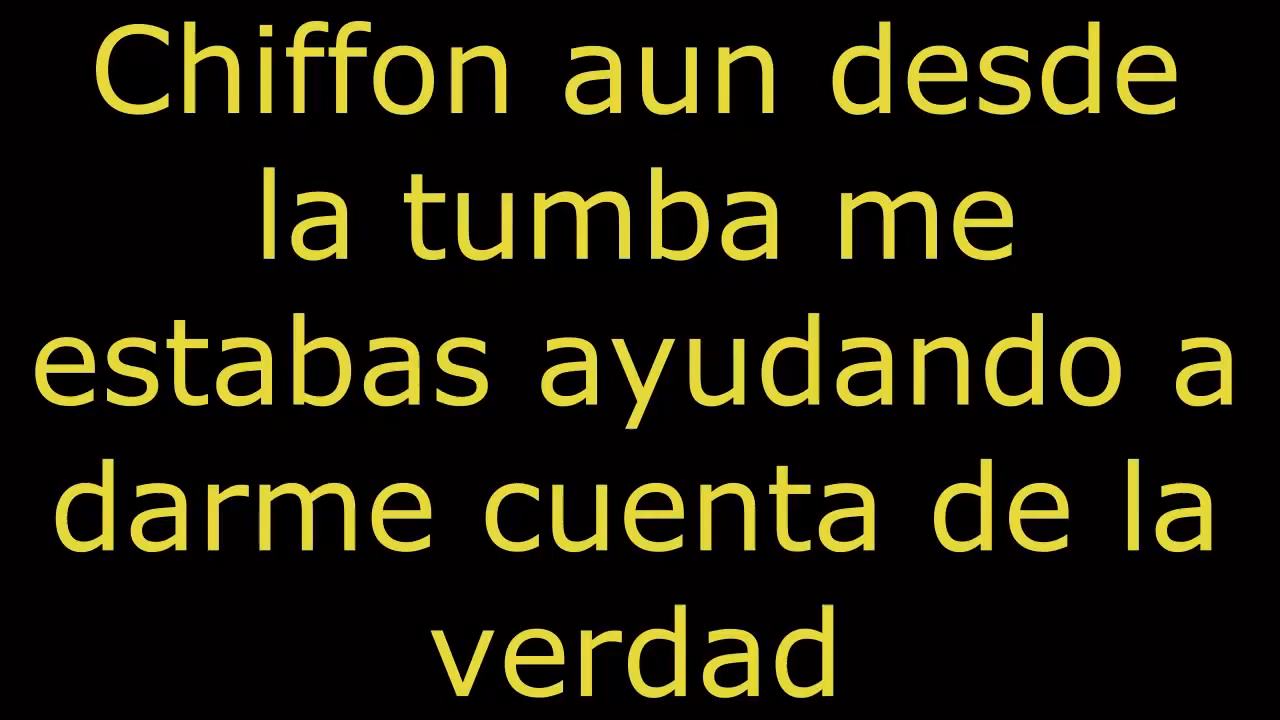 Chiffon aun desde
la tumba me
estabas ayudando a
darme cuenta de la
verdad